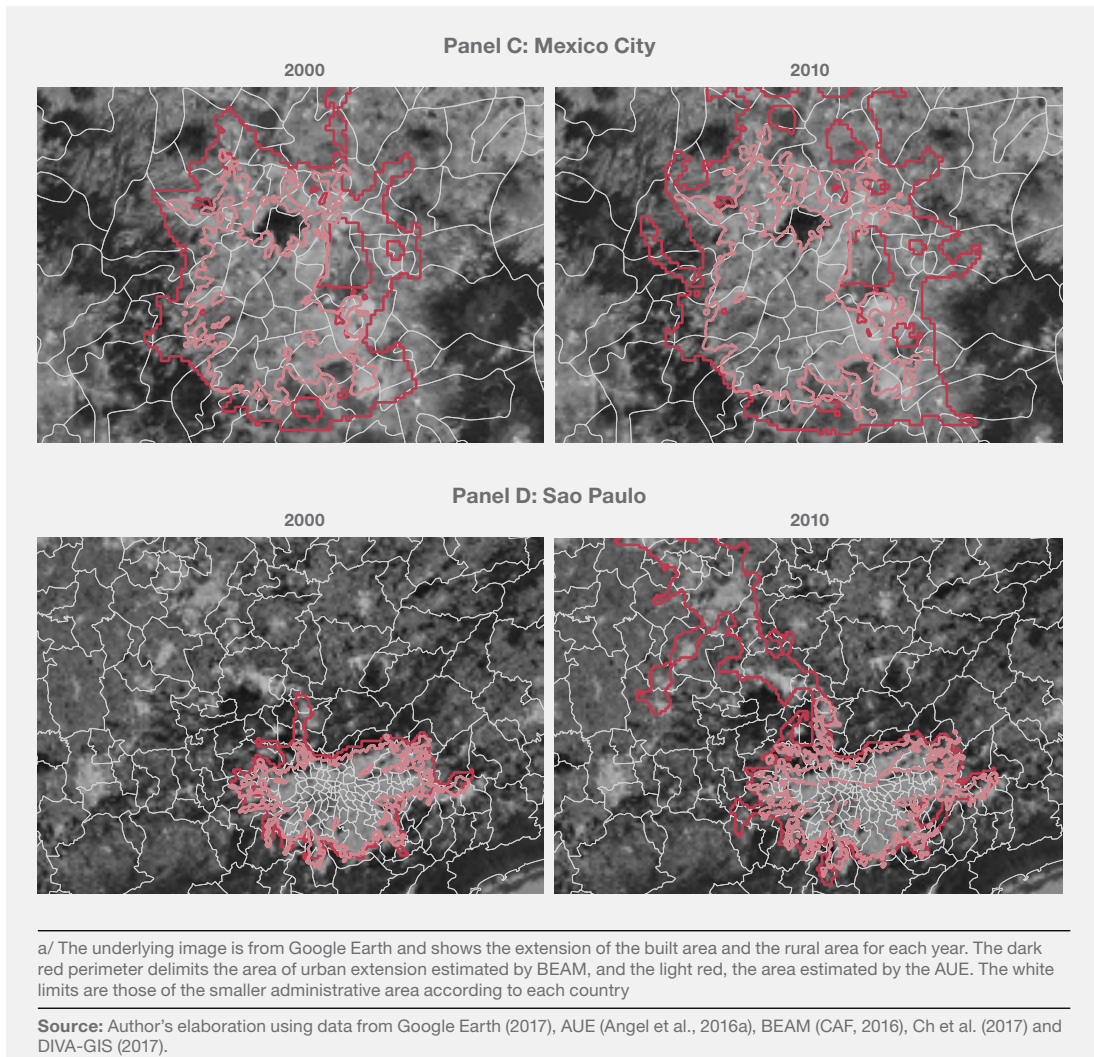 Panel C: Mexico City
2000
2010
Panel D: Sao Paulo
2000
2010
a/ The underlying image is from Google Earth and shows the extension of the built area and the rural area for each year. The dark
red perimeter delimits the area of urban extension estimated by BEAM, and the light red, the area estimated by the AUE. The white
limits are those of the smaller administrative area according to each country
Source: Author's elaboration using data from Google Earth (2017), AUE (Angel et al., 2016a), BEAM (CAF, 2016), Ch et al. (2017) and
DIVA-GIS (2017).